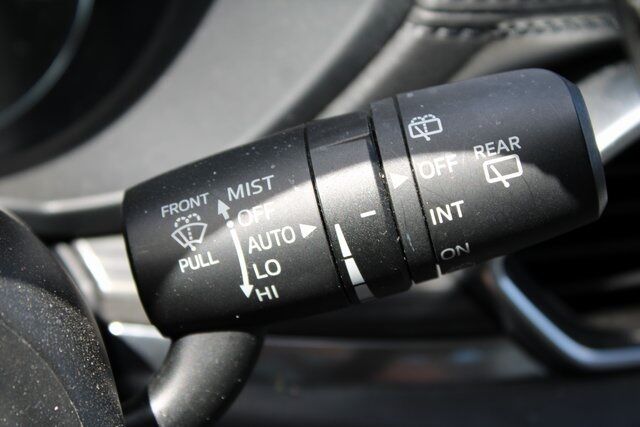 FRONT
PULL
MIST
OFF
AUTO
LO
HI
OFF
INT
ON
REAR